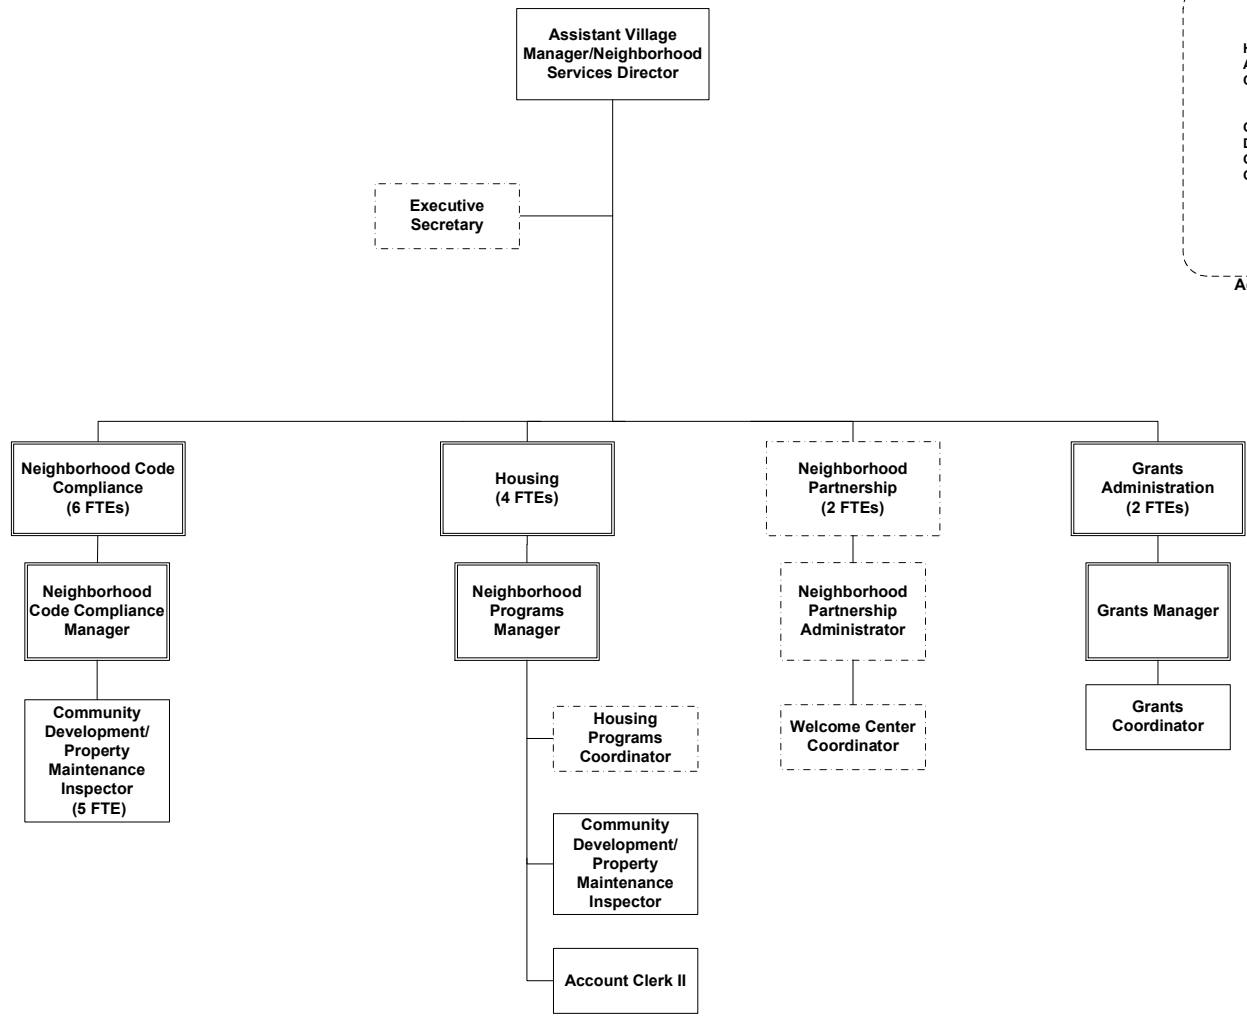 Assistant Village
Manager/Neighborhood
Services Director
Executive
Secretary
Neighborhood Code
Compliance
(6 FTEs)
Housing
(4 FTEs)
Neighborhood
Partnership
(2 FTEs)
Grants
Administration
(2 FTEs)
Neighborhood
Code Compliance
Manager
Neighborhood
Programs
Manager
Neighborhood
Partnership
Administrator
Grants Manager
Community
Development/
Property
Maintenance
Inspector
(5 FTE)
Housing
Programs
Coordinator
Welcome Center
Coordinator
Grants
Coordinator
Community
Development/
Property
Maintenance
Inspector
Account Clerk II